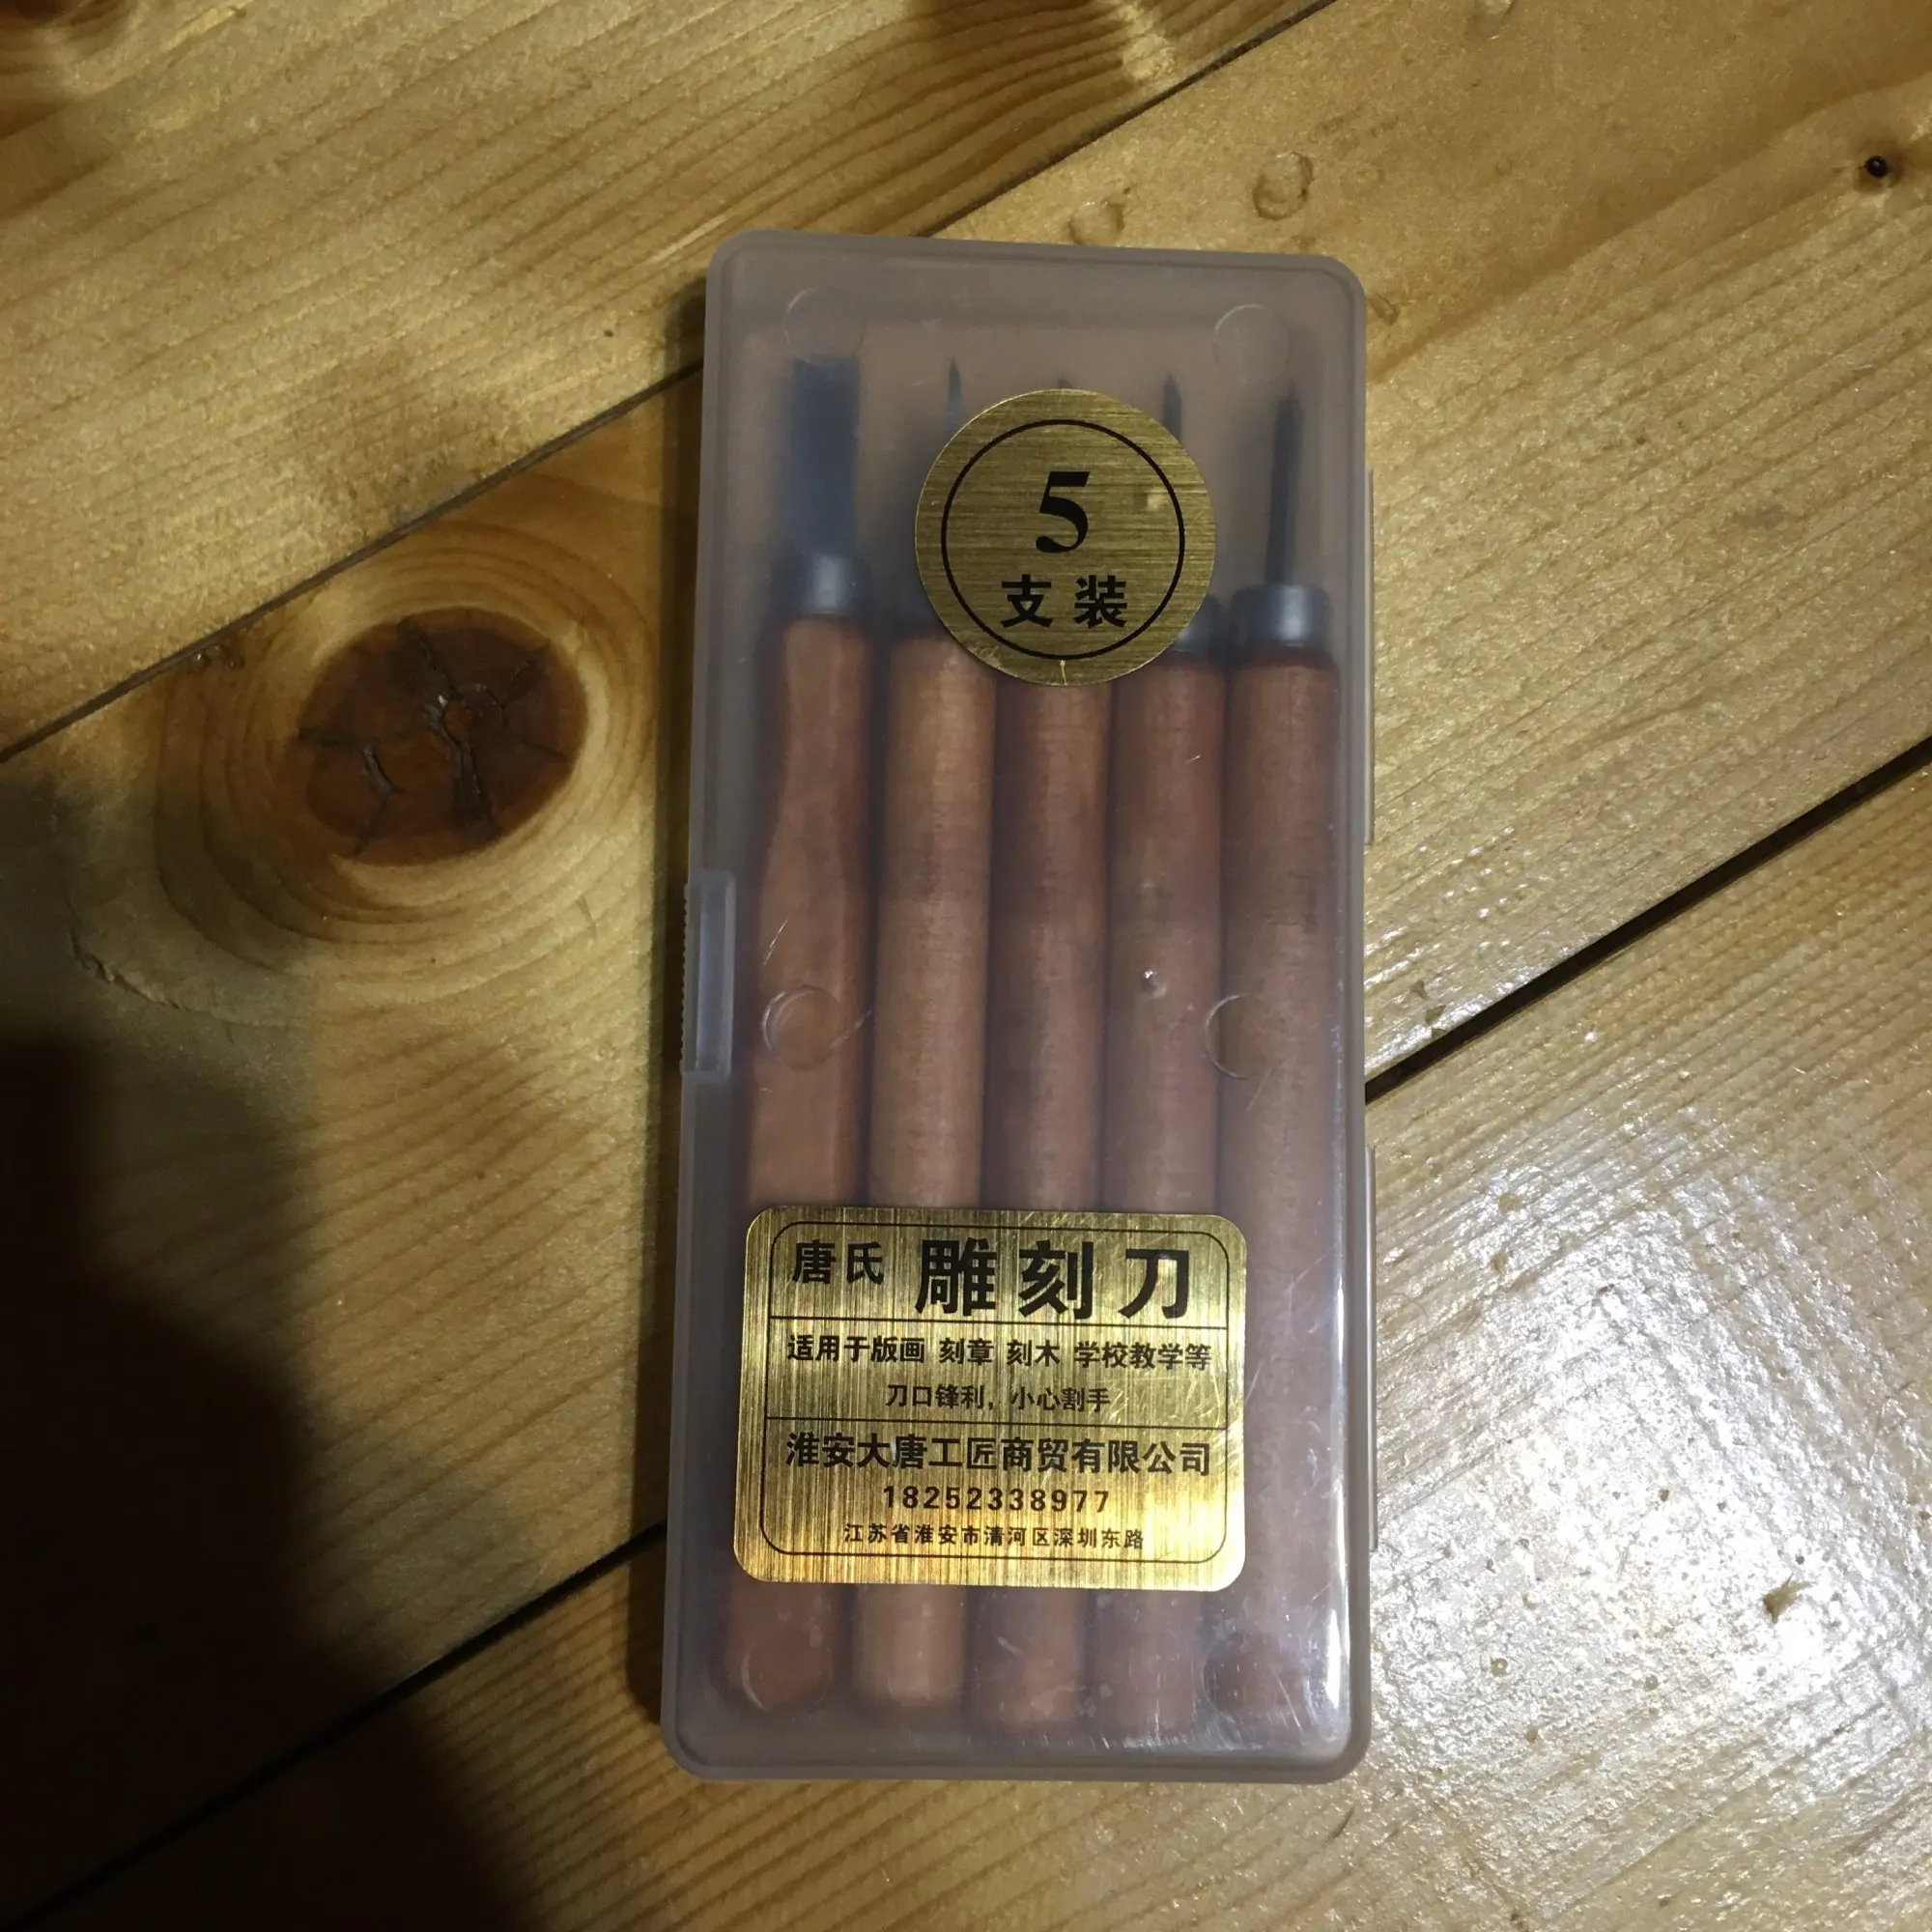 5
支装
唐氏 雕刻刀
适用于版画 刻章 刻木 学校教学等
刀口锋利，小心割手
淮安大唐工匠商贸有限公司
18252338977
江苏省淮安市清河区深圳东路